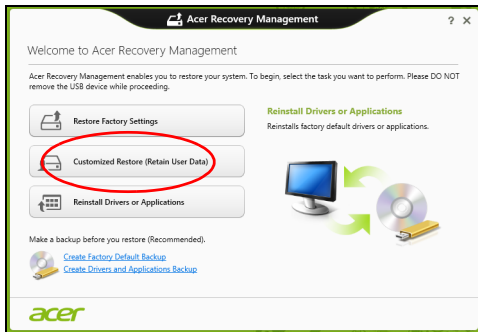 Acer Recovery Management
? ×
Welcome to Acer Recovery Management
Acer Recovery Management enables you to restore your system. To begin, select the task you want to perform. Please DO NOT
remove the USB device while proceeding.
Restore Factory Settings
Customized Restore (Retain User Data)
Reinstall Drivers or Applications
Reinstall Drivers or Applications
Reinstalls factory default drivers or applications.
Make a backup before you restore (Recommended).
Create Factory Default Backup
Create Drivers and Applications Backup
acer